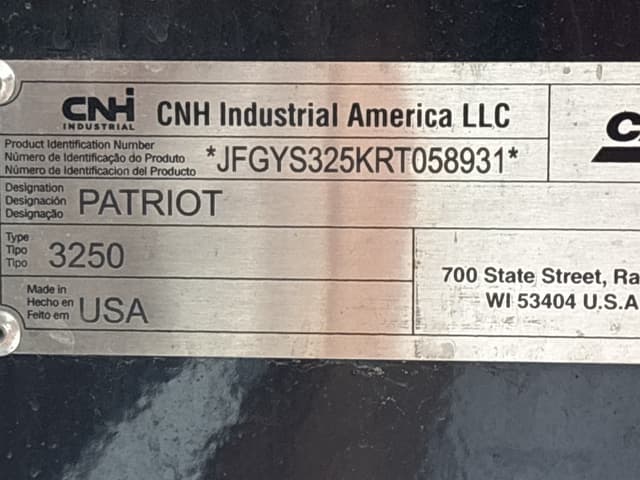 CNH
INDUSTRIAL
CNH Industrial America LLC
Product Identification Number
Número de Identificação do Produto
Número de Identificacion del Producto
*JFGYS325KRT058931*
Designation
Designación
Designação
PATRIOT
Type
Tipo
Tipo
3250
700 State Street, Ra
WI 53404 U.S.A
Made in
Hecho en
Feito em
USA